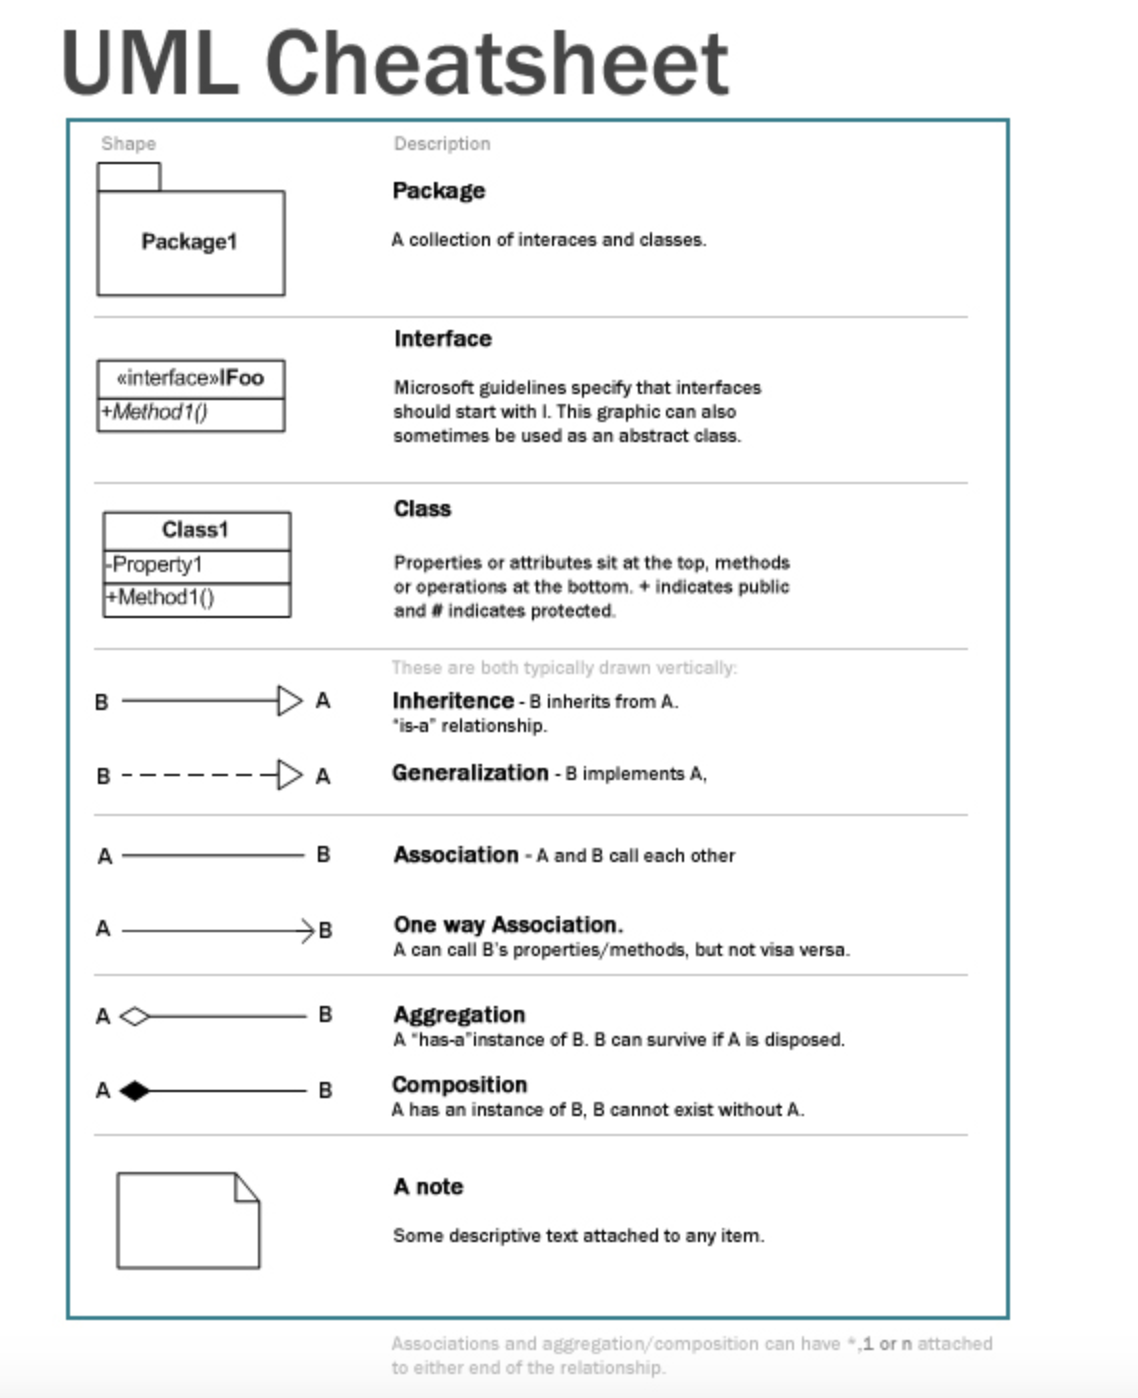 UML Cheatsheet
Shape Description
Package
Package1
A collection of interaces and classes.
Interface
«interface»IFoo
+Method1()
Microsoft guidelines specify that interfaces
should start with I. This graphic can also
sometimes be used as an abstract class.
Class
Class1
-Property1
+Method1()
Properties or attributes sit at the top, methods
or operations at the bottom. + indicates public
and # indicates protected.
These are both typically drawn vertically:
B A Inheritence - B inherits from A.
"is-a" relationship.
B A Generalization - B implements A,
A B Association - A and B call each other
A B One way Association.
A can call B's properties/methods, but not visa versa.
A B Aggregation
A "has-a"instance of B. B can survive if A is disposed.
A B Composition
A has an instance of B, B cannot exist without A.
A note
Some descriptive text attached to any item.
Associations and aggregation/composition can have *,1 or n attached
to either end of the relationship.